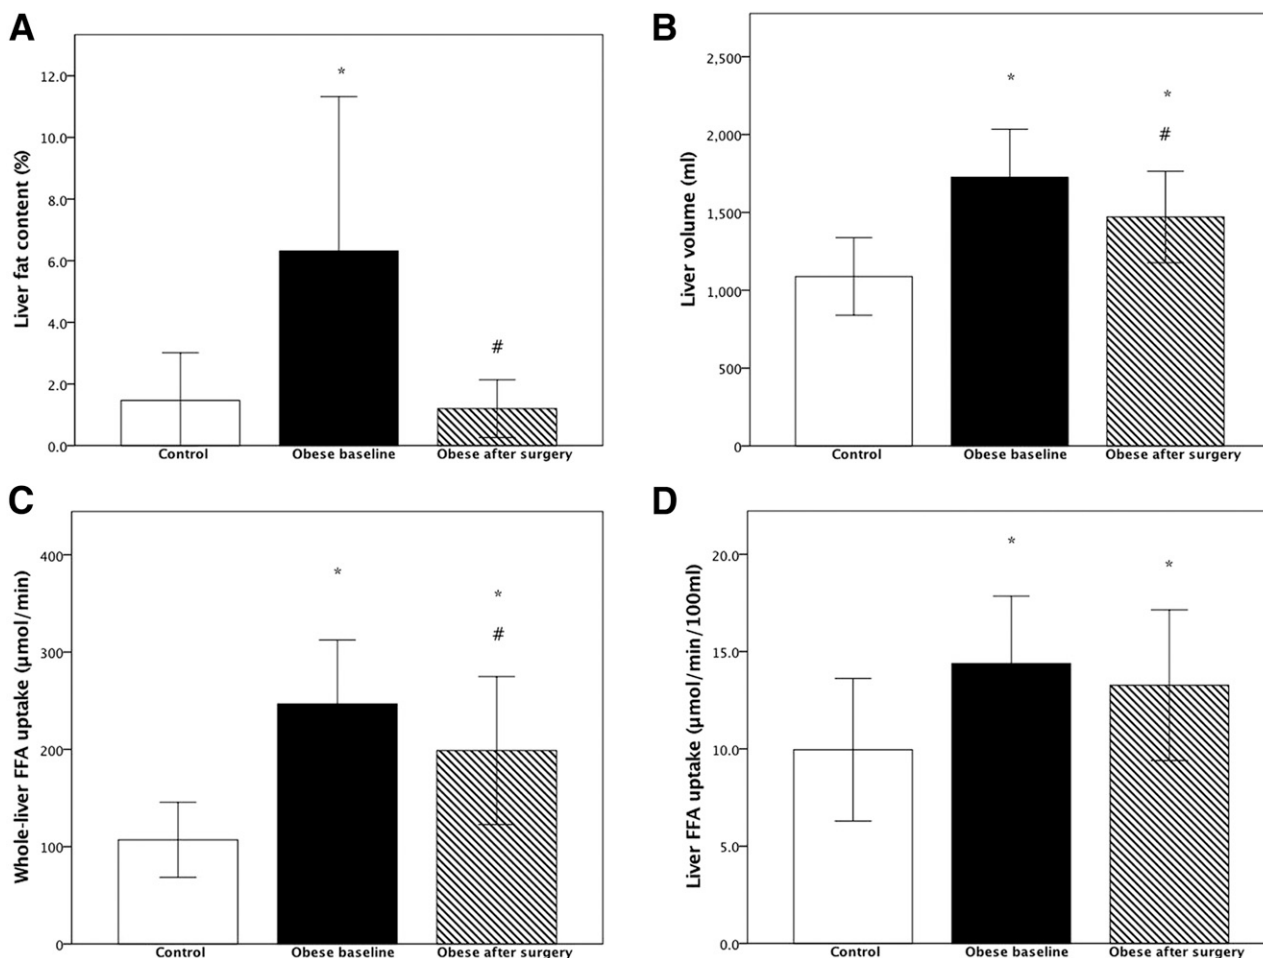 A
Liver fat content (%)
12.0
10.0
8.0
6.0
4.0
2.0
0.0
*
#
Control
Obese baseline
Obese after surgery
B
Liver volume (ml)
2,500
2,000
1,500
1,000
500
0
*
*
#
Control
Obese baseline
Obese after surgery
C
Whole-liver FFA uptake (µmol/min)
400
300
200
100
0
*
*
#
Control
Obese baseline
Obese after surgery
D
Liver FFA uptake (µmol/min/100ml)
20.0
15.0
10.0
5.0
0.0
*
*
Control
Obese baseline
Obese after surgery